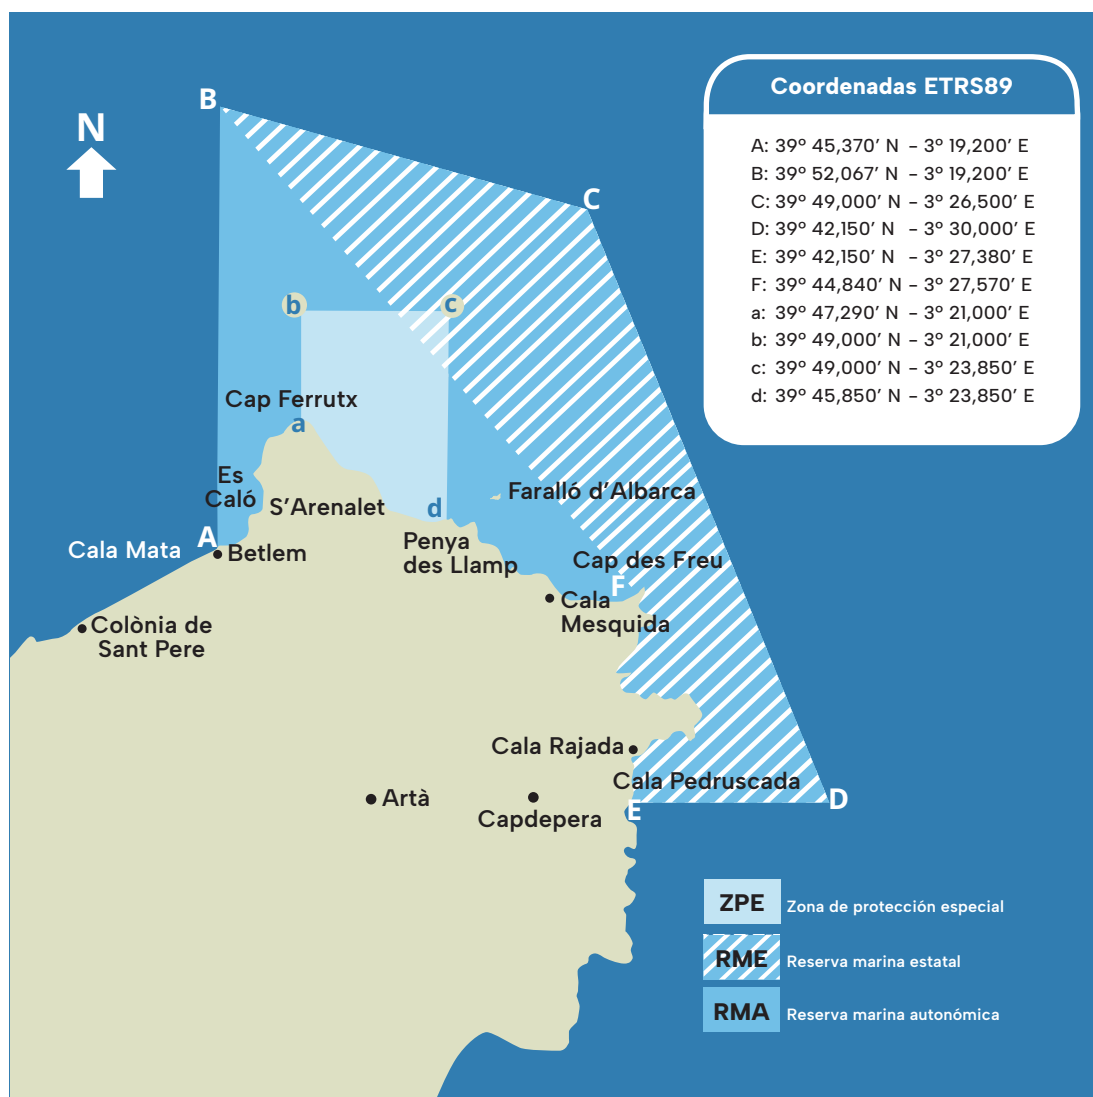 B
N
C
Coordenadas ETRS89
A: 39º 45,370’ N - 3º 19,200’ E
B: 39º 52,067’ N - 3º 19,200’ E
C: 39º 49,000’ N - 3º 26,500’ E
D: 39º 42,150’ N - 3º 30,000’ E
E: 39º 42,150’ N - 3º 27,380’ E
F: 39º 44,840’ N - 3º 27,570’ E
a: 39º 47,290’ N - 3º 21,000’ E
b: 39º 49,000’ N - 3º 21,000’ E
c: 39º 49,000’ N - 3º 23,850’ E
d: 39º 45,850’ N - 3º 23,850’ E
b
c
Cap Ferrutx
a
Es
Caló
S’Arenalet
d
Faralló d’Albarca
A
Cala Mata
Betlem
Penya
des Llamp
Cap des Freu
F
Cala
Mesquida
Colònia de
Sant Pere
Cala Rajada
Cala Pedruscada
Artà
Capdepera
E
D
ZPE Zona de protección especial
RME Reserva marina estatal
RMA Reserva marina autonómica